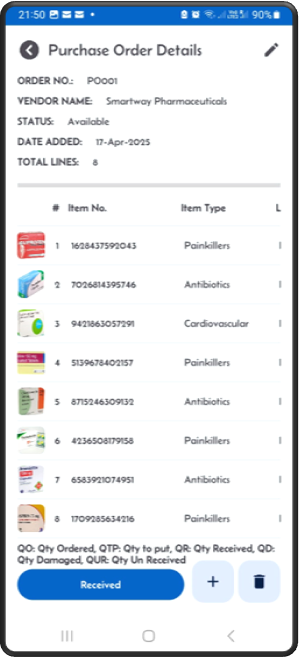 21:50 90%
Purchase Order Details
ORDER NO.: PO001
VENDOR NAME: Smartway Pharmaceuticals
STATUS: Available
DATE ADDED: 17-Apr-2025
TOTAL LINES: 8
# Item No. Item Type L
1 1628437592043 Painkillers
2 7026814395746 Antibiotics
3 9421863057291 Cardiovascular
4 5139678402157 Painkillers
5 8715246309132 Antibiotics
6 4236508179158 Painkillers
7 6583921074951 Antibiotics
8 1709285634216 Painkillers
QO: Qty Ordered, QTP: Qty to put, QR: Qty Received, QD:
Qty Damaged, QUR: Qty Un Received
Received +